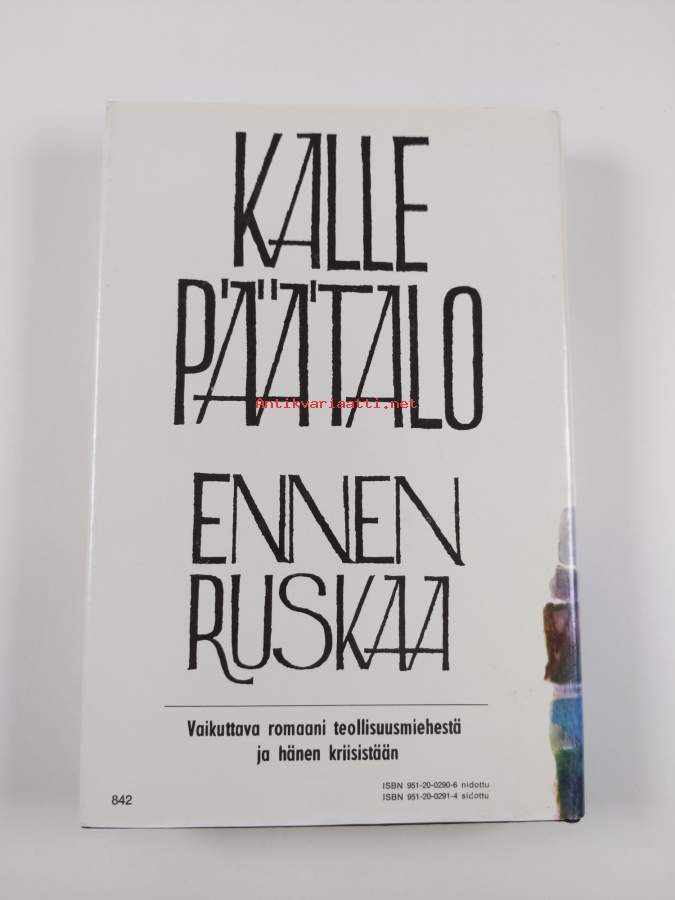 KALLE
PÄÄTALO
Antikvariaatti.net
ENNEN
RUSKAA
Vaikuttava romaani teollisuusmiehestä
ja hänen kriisistään
ISBN 951-20-0290-6 nidottu
ISBN 951-20-0291-4 sidottu
842